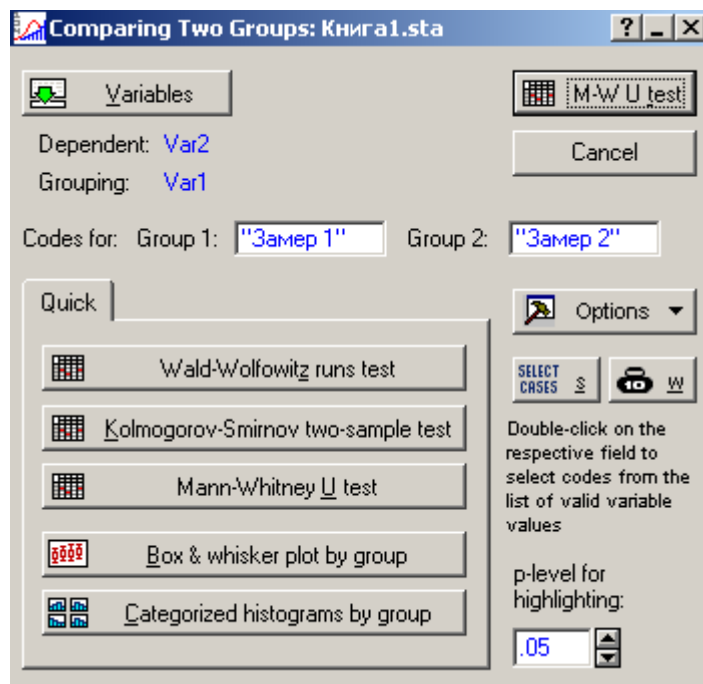 Comparing Two Groups: Книга1.sta
Variables
M-W U test
Dependent: Var2
Cancel
Grouping: Var1
Codes for: Group 1: "Замер 1" Group 2: "Замер 2"
Quick
Options
Wald-Wolfowitz runs test
Kolmogorov-Smirnov two-sample test
Mann-Whitney U test
Box & whisker plot by group
Categorized histograms by group
SELECT
CASES S
10 W
Double-click on the
respective field to
select codes from the
list of valid variable
values
p-level for
highlighting:
.05